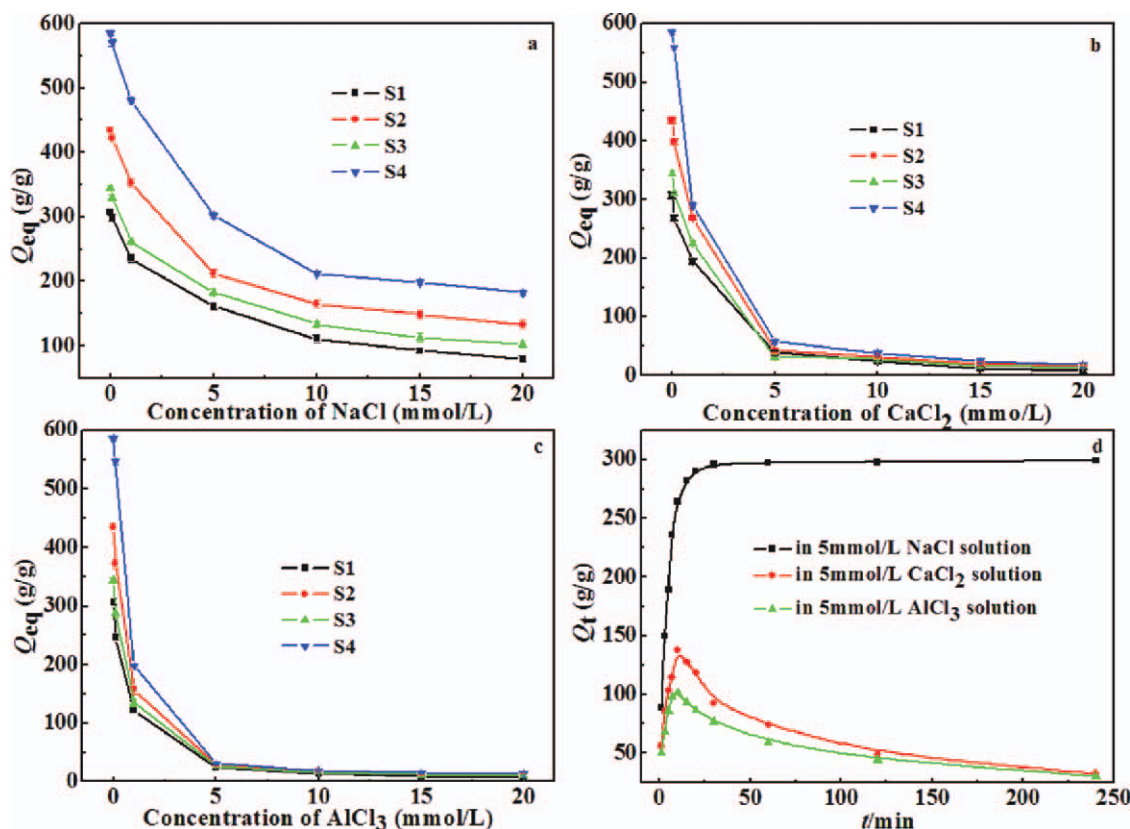 600
500
400
300
200
100
Qeq (g/g)
a
S1
S2
S3
S4
0 5 10 15 20
Concentration of NaCl (mmol/L)
600
500
400
300
200
100
0
Qeq (g/g)
b
S1
S2
S3
S4
0 5 10 15 20
Concentration of CaCl2 (mmo/L)
600
500
400
300
200
100
0
Qeq (g/g)
c
S1
S2
S3
S4
0 5 10 15 20
Concentration of AlCl3 (mmol/L)
300
250
200
150
100
50
Qt (g/g)
d
in 5mmol/L NaCl solution
in 5mmol/L CaCl2 solution
in 5mmol/L AlCl3 solution
0 50 100 150 200 250
t/min